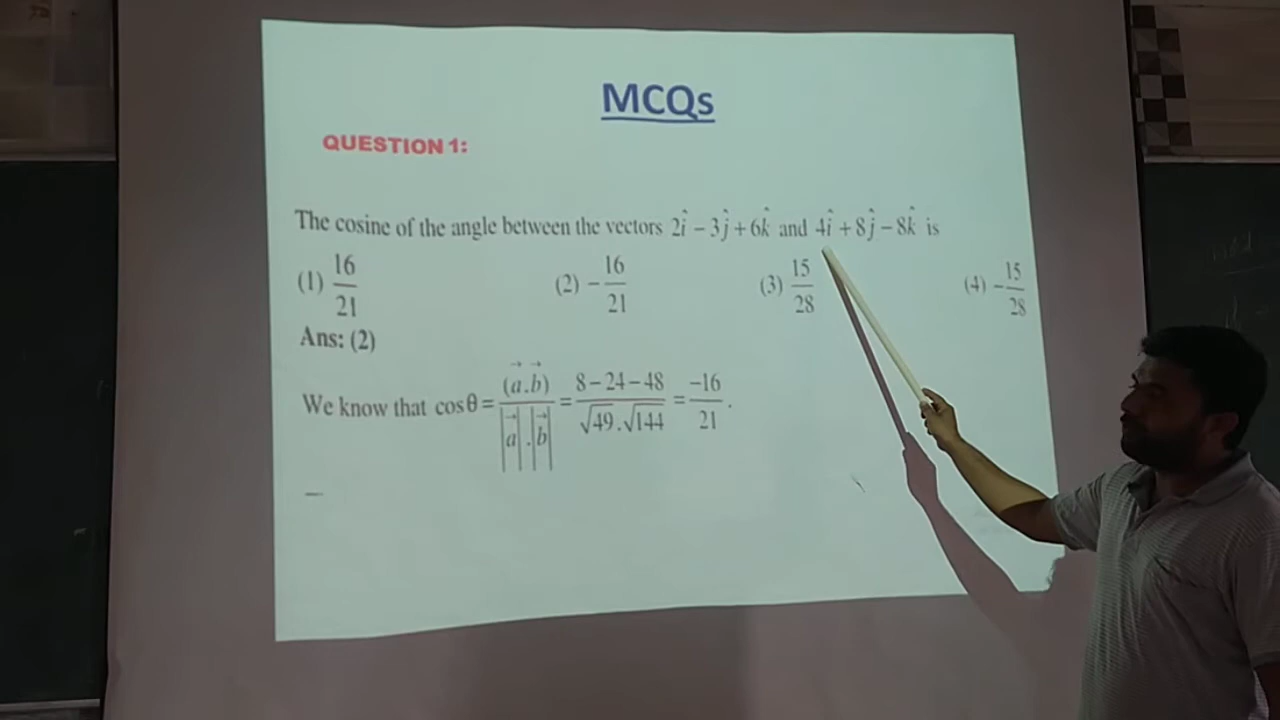 MCQs
QUESTION 1:
The cosine of the angle between the vectors 2î − 3ĵ + 6k̂ and 4î + 8ĵ − 8k̂ is
(1) 16/21 (2) −16/21 (3) 15/28 (4) −15/28
Ans: (2)
We know that cosθ = (a⃗.b⃗)/|a⃗|.|b⃗| = 8−24−48/√49.√144 = −16/21.